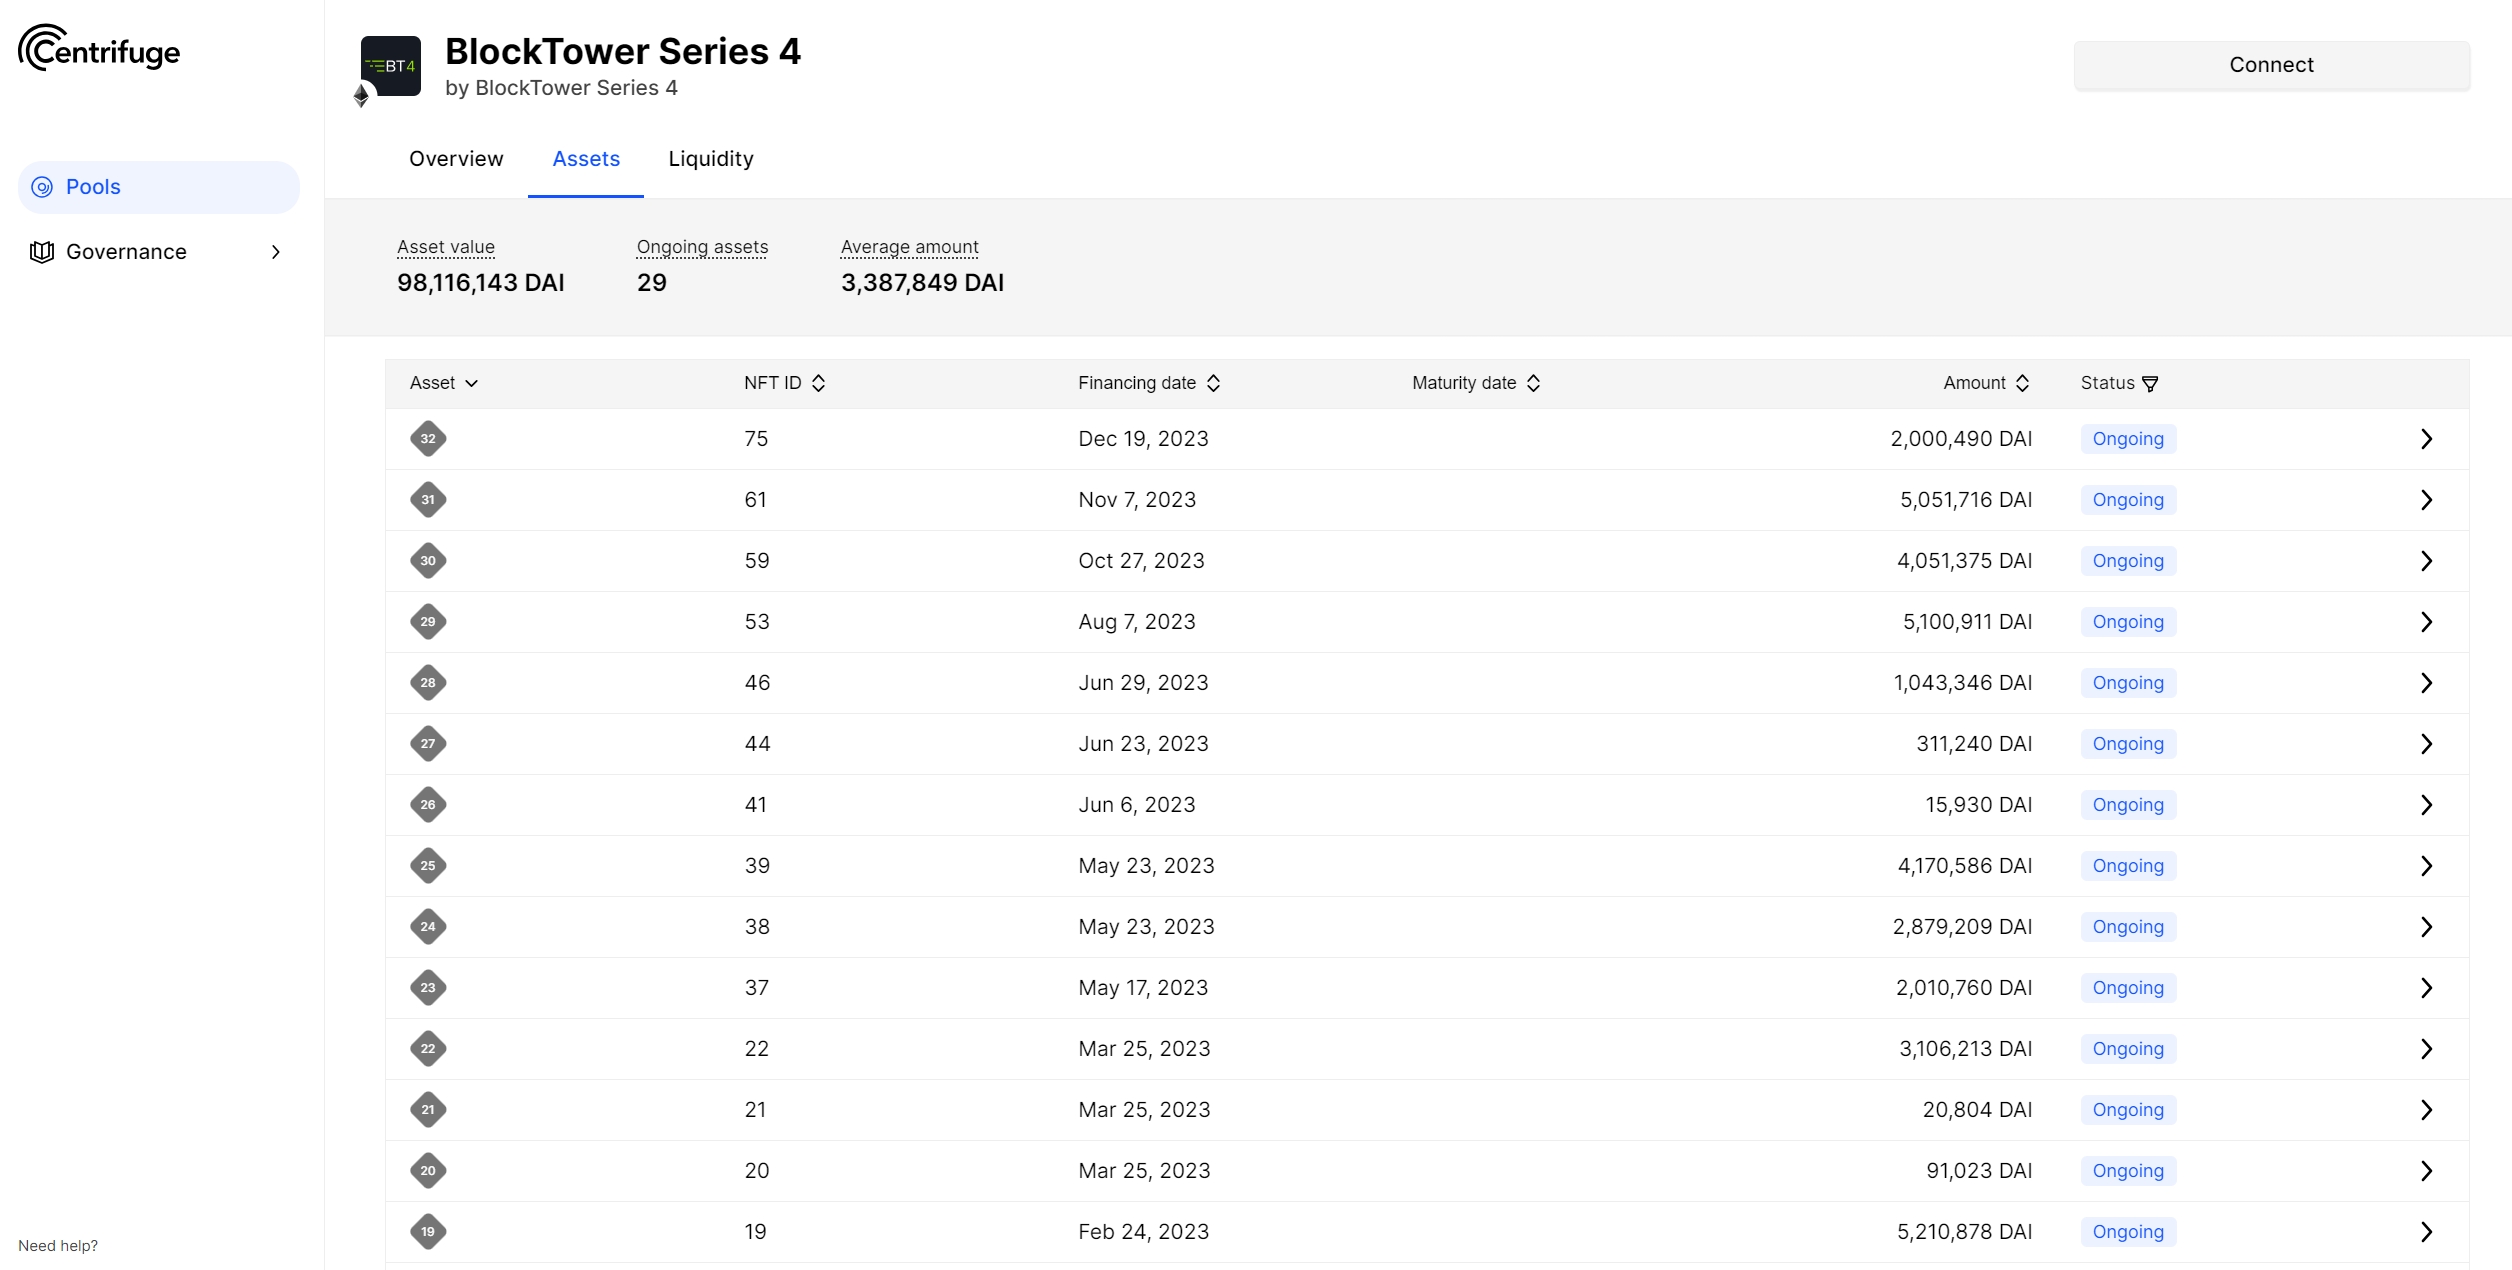 Centrifuge
BT4
BlockTower Series 4
by BlockTower Series 4
Connect
Overview Assets Liquidity
Pools
Governance
Asset value Ongoing assets Average amount
98,116,143 DAI 29 3,387,849 DAI
Asset NFT ID Financing date Maturity date Amount Status
32 75 Dec 19, 2023 2,000,490 DAI Ongoing
31 61 Nov 7, 2023 5,051,716 DAI Ongoing
30 59 Oct 27, 2023 4,051,375 DAI Ongoing
29 53 Aug 7, 2023 5,100,911 DAI Ongoing
28 46 Jun 29, 2023 1,043,346 DAI Ongoing
27 44 Jun 23, 2023 311,240 DAI Ongoing
26 41 Jun 6, 2023 15,930 DAI Ongoing
25 39 May 23, 2023 4,170,586 DAI Ongoing
24 38 May 23, 2023 2,879,209 DAI Ongoing
23 37 May 17, 2023 2,010,760 DAI Ongoing
22 22 Mar 25, 2023 3,106,213 DAI Ongoing
21 21 Mar 25, 2023 20,804 DAI Ongoing
20 20 Mar 25, 2023 91,023 DAI Ongoing
19 19 Feb 24, 2023 5,210,878 DAI Ongoing
Need help?